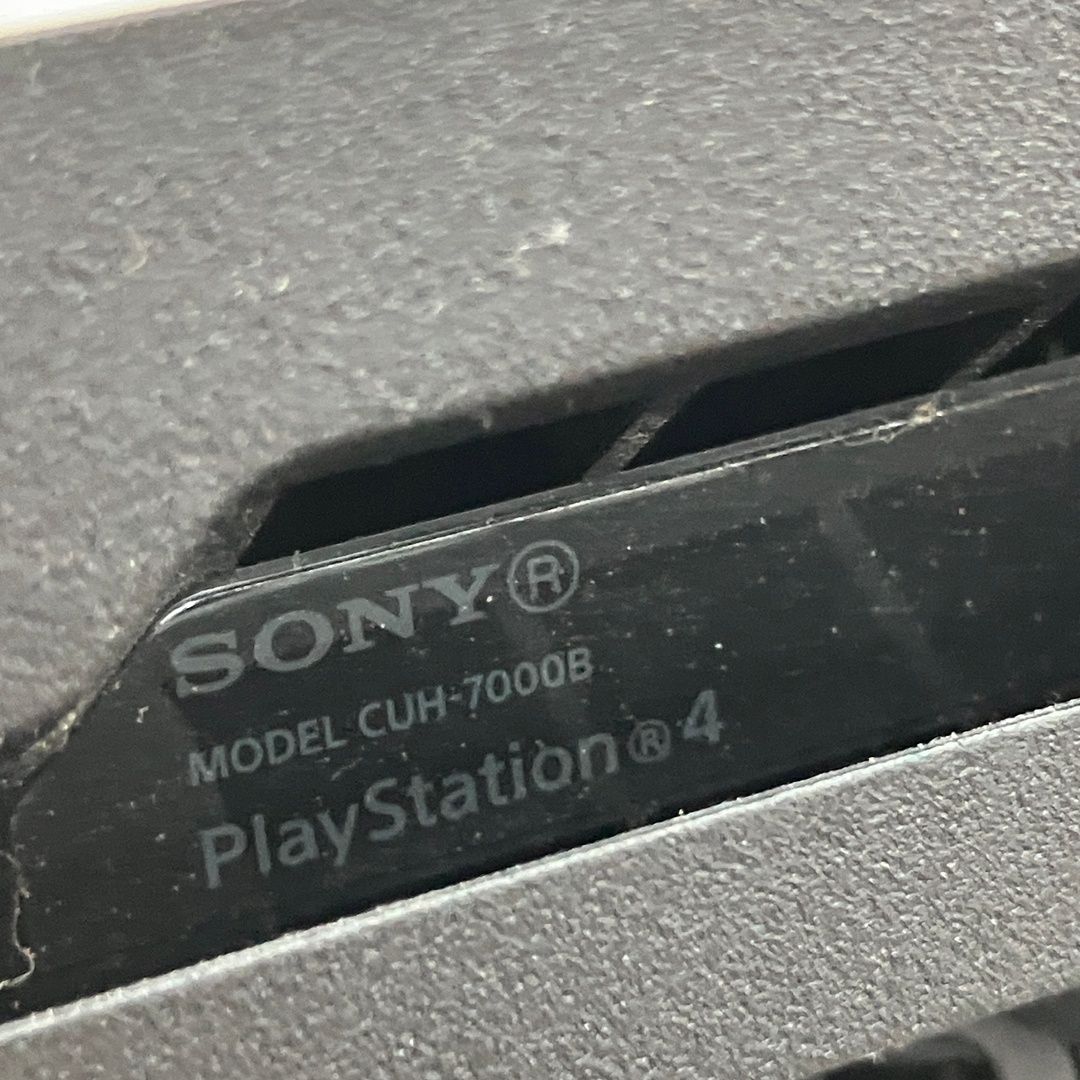 SONY®
MODEL CUH-7000B
PlayStation®4